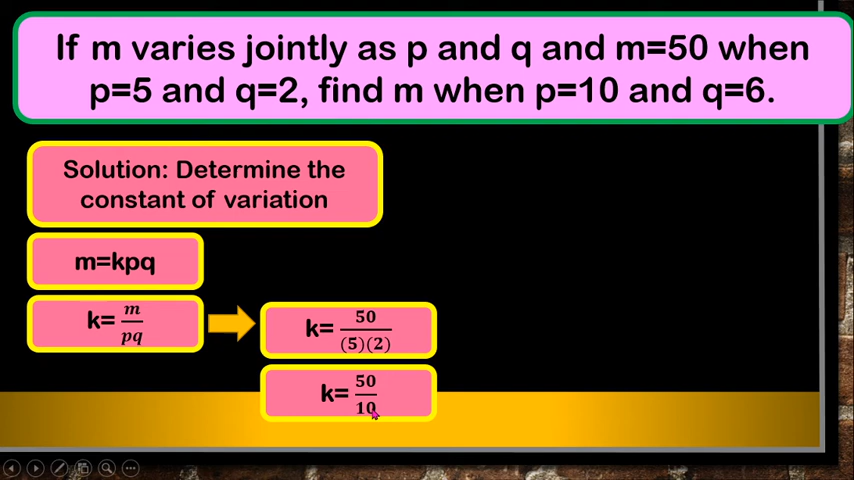 If m varies jointly as p and q and m=50 when
p=5 and q=2, find m when p=10 and q=6.
Solution: Determine the
constant of variation
m=kpq
k= m/pq
k= 50/(5)(2)
k= 50/10